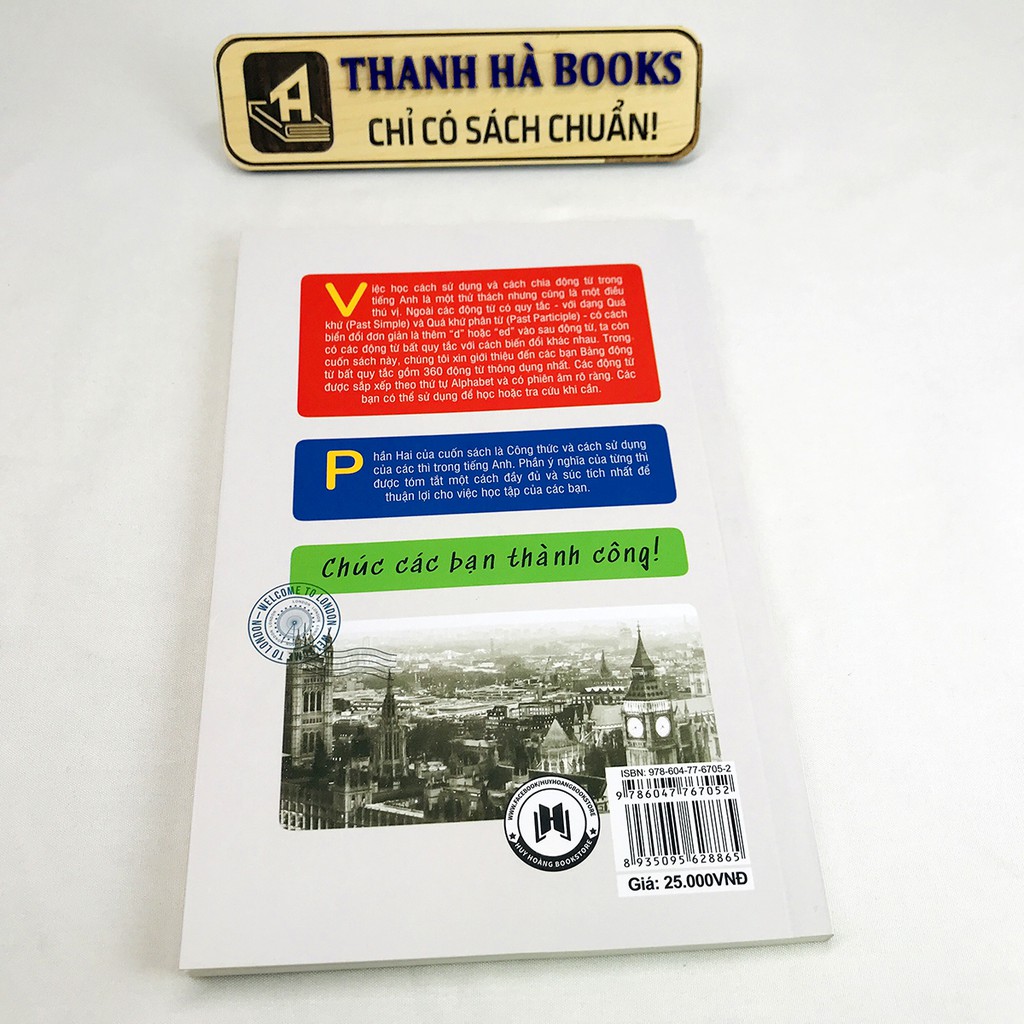 THANH HÀ BOOKS
CHỈ CÓ SÁCH CHUẨN!
Việc học cách sử dụng và cách chia động từ trong
tiếng Anh là một thử thách nhưng cũng là một điều
thú vị. Ngoài các động từ có quy tắc - với dạng Quá
khứ (Past Simple) và Quá khứ phân từ (Past Participle) - có cách
biến đổi đơn giản là thêm "d" hoặc "ed" vào sau động từ, ta còn
có các động từ bất quy tắc với cách biến đổi khác nhau. Trong
cuốn sách này, chúng tôi xin giới thiệu đến các bạn Bảng động
từ bất quy tắc gồm 360 động từ thông dụng nhất. Các động từ
được sắp xếp theo thứ tự Alphabet và có phiên âm rõ ràng. Các
bạn có thể sử dụng để học hoặc tra cứu khi cần.
Phần Hai của cuốn sách là Công thức và cách sử dụng
của các thì trong tiếng Anh. Phần ý nghĩa của từng thì
được tóm tắt một cách đầy đủ và súc tích nhất để
thuận lợi cho việc học tập của các bạn.
Chúc các bạn thành công!
WELCOME TO LONDON
WELCOME TO LONDON
ISBN: 978-604-77-6705-2
9 786047 767052
8 935095 628865
Giá: 25.000VNĐ
WWW.FACEBOOK/HUYHOANGBOOKSTORE
HUY HOÀNG BOOKSTORE